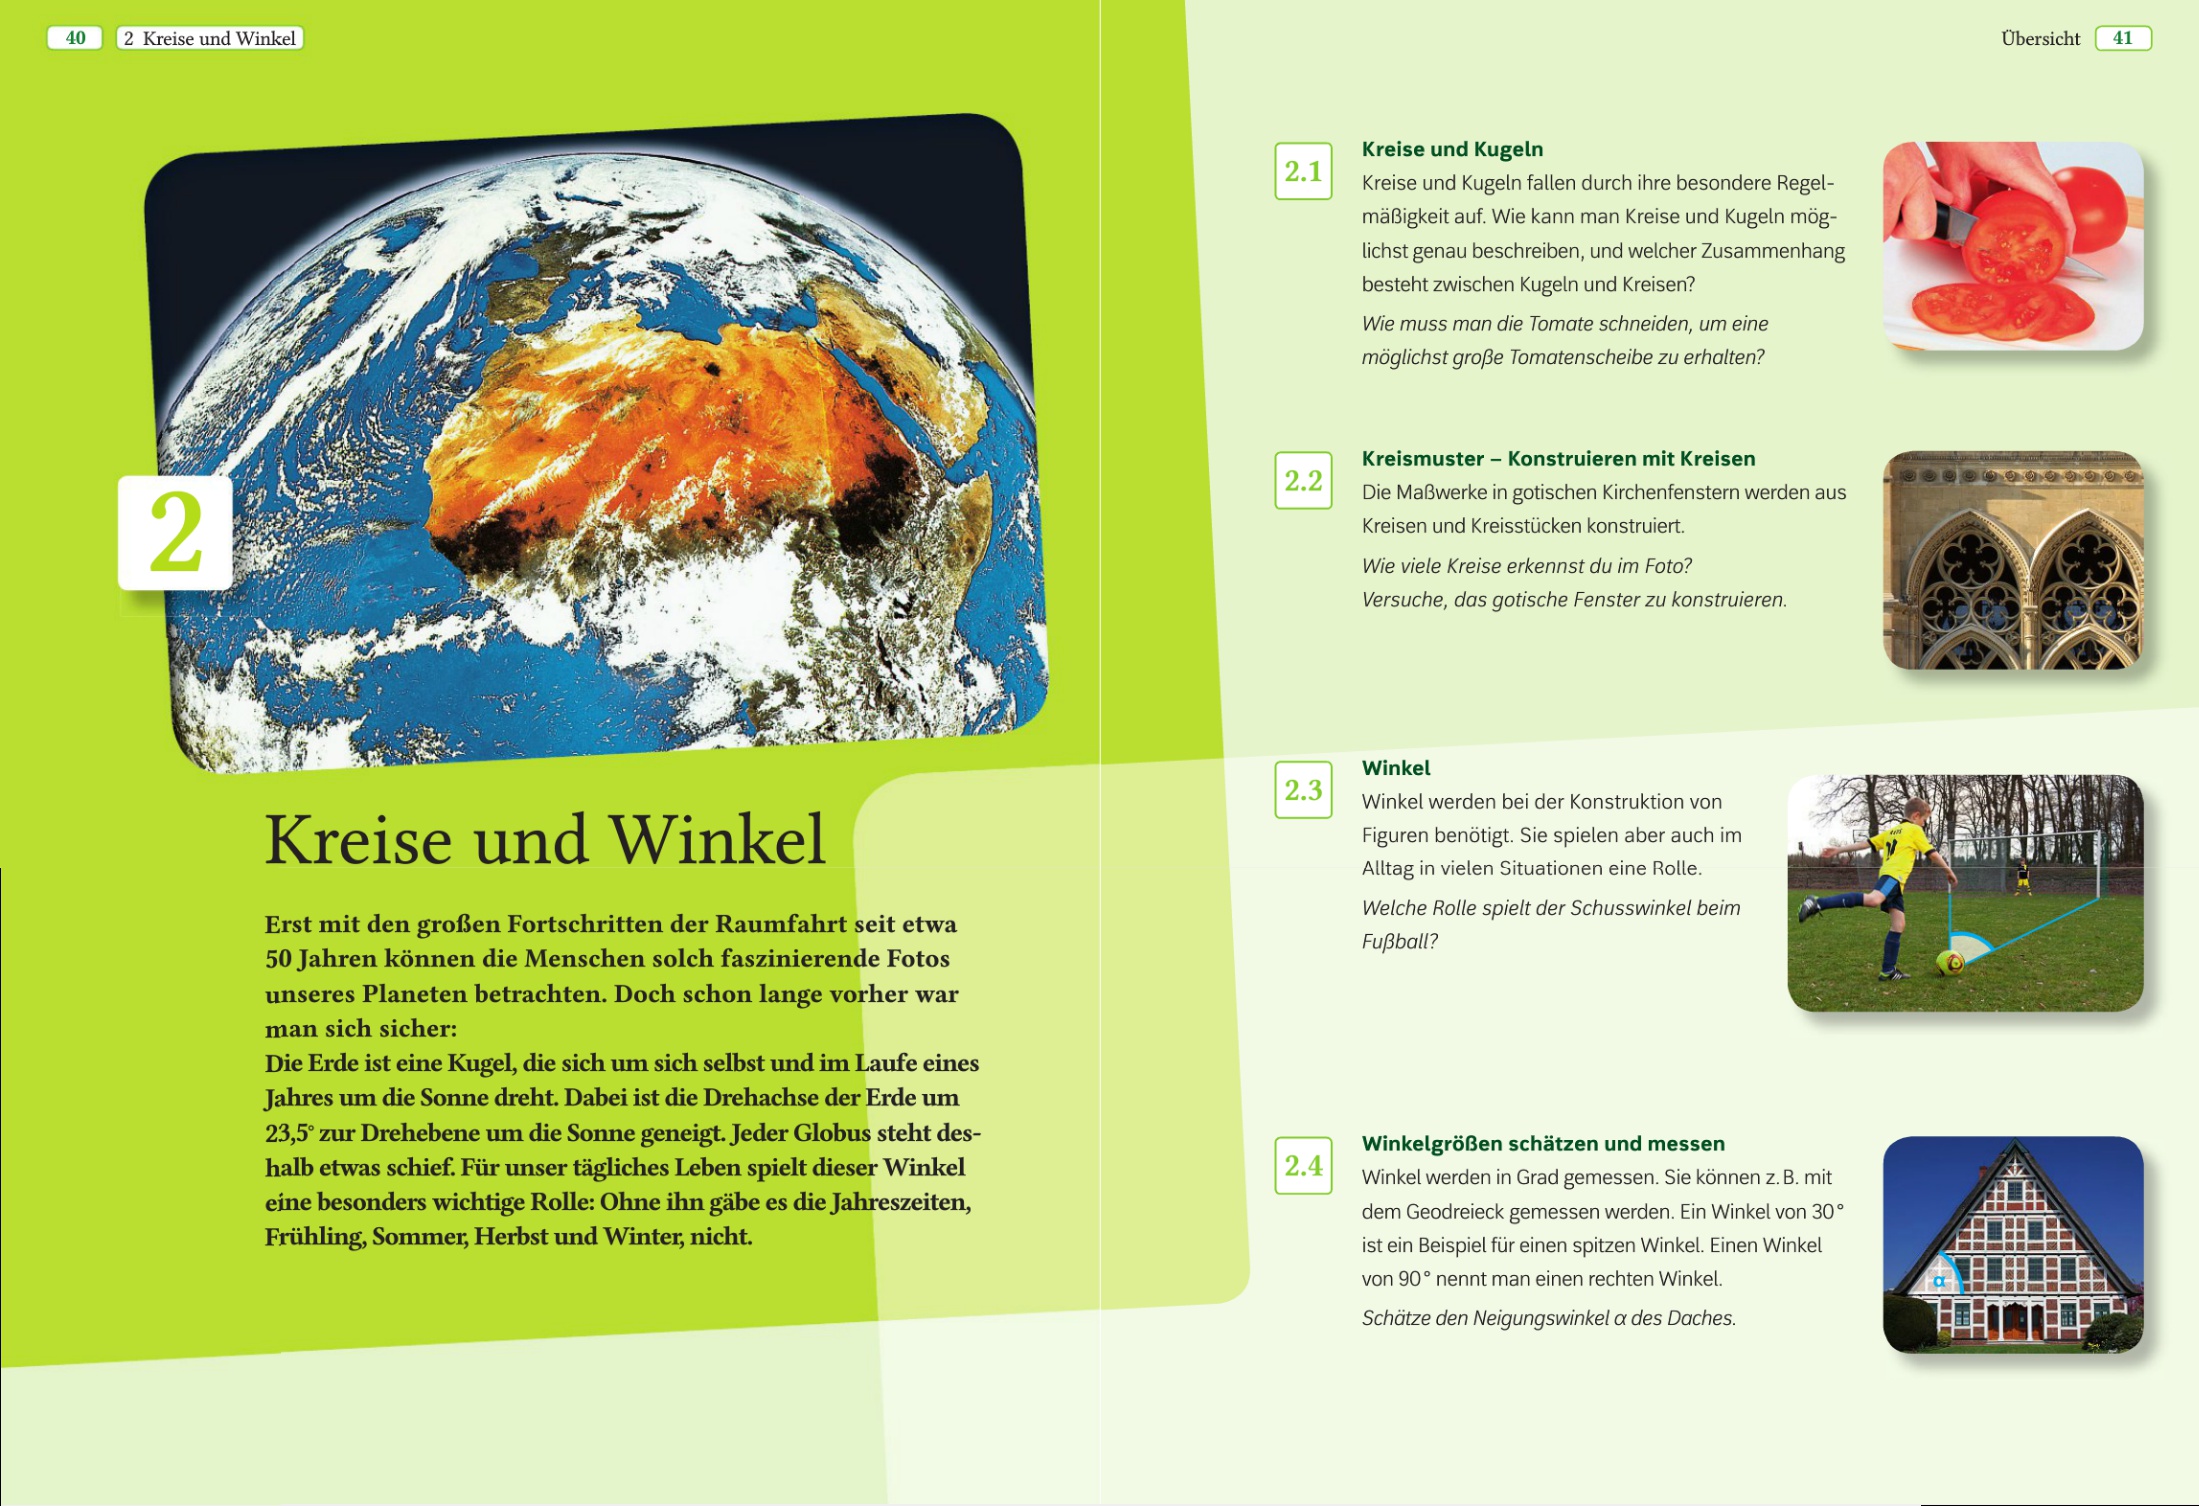 40
2 Kreise und Winkel
2
Kreise und Winkel
Erst mit den großen Fortschritten der Raumfahrt seit etwa
50 Jahren können die Menschen solch faszinierende Fotos
unseres Planeten betrachten. Doch schon lange vorher war
man sich sicher:
Die Erde ist eine Kugel, die sich um sich selbst und im Laufe eines
Jahres um die Sonne dreht. Dabei ist die Drehachse der Erde um
23,5° zur Drehebene um die Sonne geneigt. Jeder Globus steht des-
halb etwas schief. Für unser tägliches Leben spielt dieser Winkel
eine besonders wichtige Rolle: Ohne ihn gäbe es die Jahreszeiten,
Frühling, Sommer, Herbst und Winter, nicht.
Übersicht
41
2.1
Kreise und Kugeln
Kreise und Kugeln fallen durch ihre besondere Regel-
mäßigkeit auf. Wie kann man Kreise und Kugeln mög-
lichst genau beschreiben, und welcher Zusammenhang
besteht zwischen Kugeln und Kreisen?
Wie muss man die Tomate schneiden, um eine
möglichst große Tomatenscheibe zu erhalten?
2.2
Kreismuster – Konstruieren mit Kreisen
Die Maßwerke in gotischen Kirchenfenstern werden aus
Kreisen und Kreisstücken konstruiert.
Wie viele Kreise erkennst du im Foto?
Versuche, das gotische Fenster zu konstruieren.
2.3
Winkel
Winkel werden bei der Konstruktion von
Figuren benötigt. Sie spielen aber auch im
Alltag in vielen Situationen eine Rolle.
Welche Rolle spielt der Schusswinkel beim
Fußball?
2.4
Winkelgrößen schätzen und messen
Winkel werden in Grad gemessen. Sie können z. B. mit
dem Geodreieck gemessen werden. Ein Winkel von 30°
ist ein Beispiel für einen spitzen Winkel. Einen Winkel
von 90° nennt man einen rechten Winkel.
Schätze den Neigungswinkel α des Daches.
α